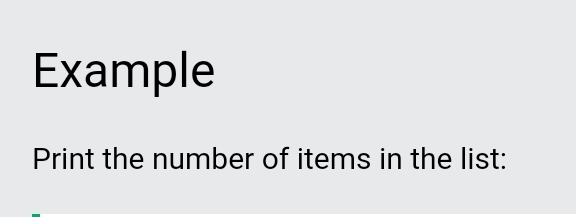 Example
Print the number of items in the list: